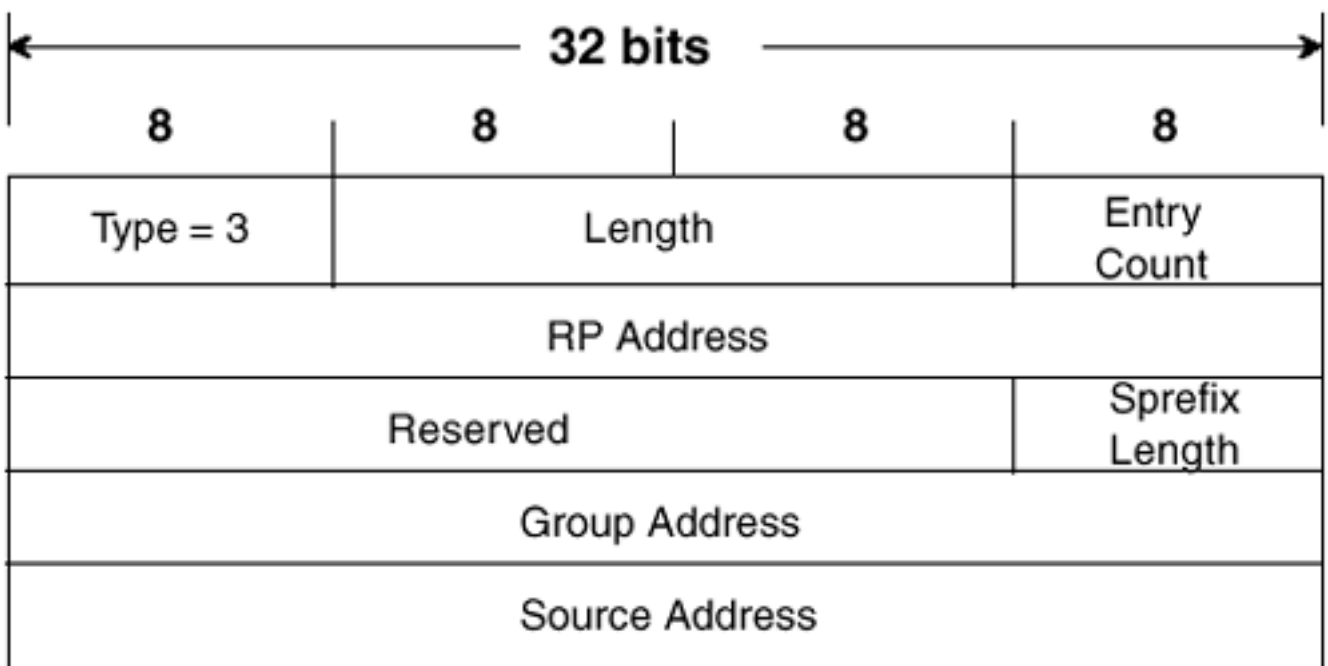 32 bits
8 8 8 8
Type = 3 Length Entry
Count
RP Address
Reserved Sprefix
Length
Group Address
Source Address